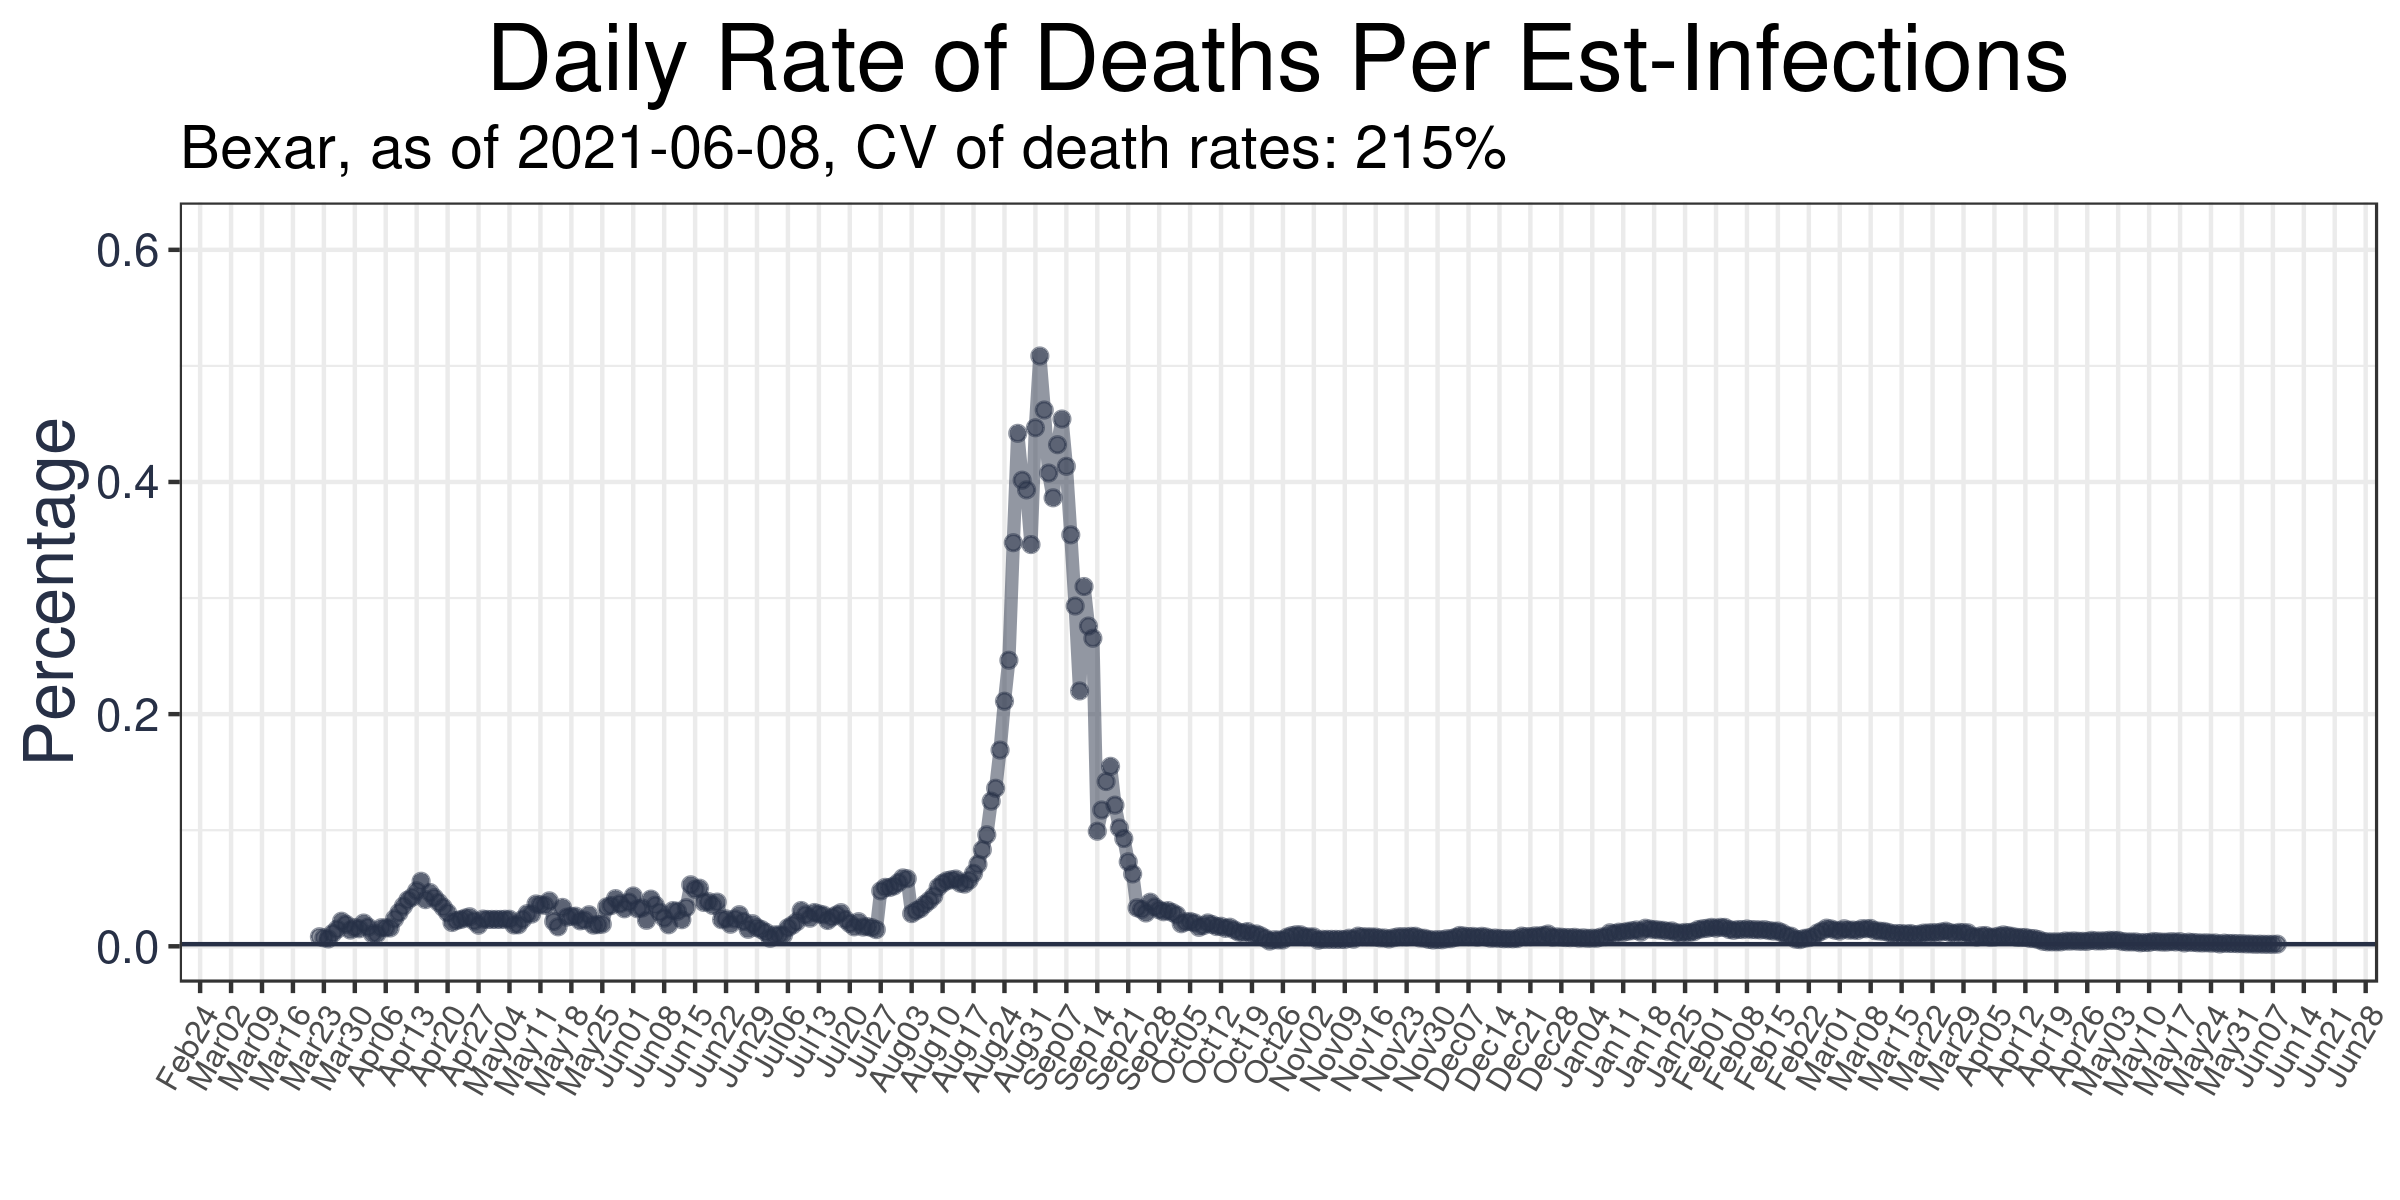 Daily Rate of Deaths Per Est-Infections
Bexar, as of 2021-06-08, CV of death rates: 215%
Percentage
0.6
0.4
0.2
0.0
Feb24
Mar02
Mar09
Mar16
Mar23
Mar30
Apr06
Apr13
Apr20
Apr27
May04
May11
May18
May25
Jun01
Jun08
Jun15
Jun22
Jun29
Jul06
Jul13
Jul20
Jul27
Aug03
Aug10
Aug17
Aug24
Aug31
Sep07
Sep14
Sep21
Sep28
Oct05
Oct12
Oct19
Oct26
Nov02
Nov09
Nov16
Nov23
Nov30
Dec07
Dec14
Dec21
Dec28
Jan04
Jan11
Jan18
Jan25
Feb01
Feb08
Feb15
Feb22
Mar01
Mar08
Mar15
Mar22
Mar29
Apr05
Apr12
Apr19
Apr26
May03
May10
May17
May24
May31
Jun07
Jun14
Jun21
Jun28